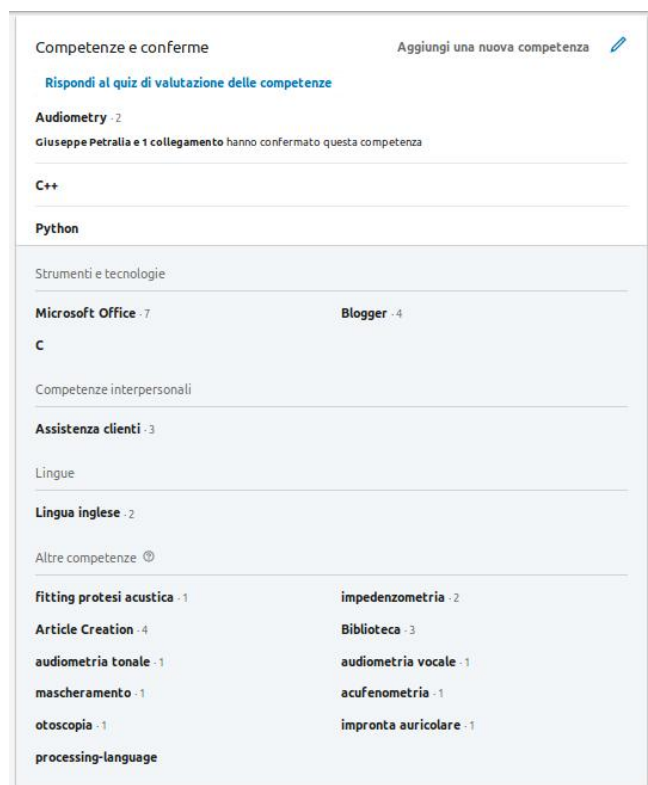 Competenze e conferme
Aggiungi una nuova competenza
Rispondi al quiz di valutazione delle competenze
Audiometry · 2
Giuseppe Petralia e 1 collegamento hanno confermato questa competenza
C++
Python
Strumenti e tecnologie
Microsoft Office · 7
Blogger · 4
C
Competenze interpersonali
Assistenza clienti · 3
Lingue
Lingua inglese · 2
Altre competenze ?
fitting protesi acustica · 1
impedenzometria · 2
Article Creation · 4
Biblioteca · 3
audiometria tonale · 1
audiometria vocale · 1
mascheramento · 1
acufenometria · 1
otoscopia · 1
impronta auricolare · 1
processing-language